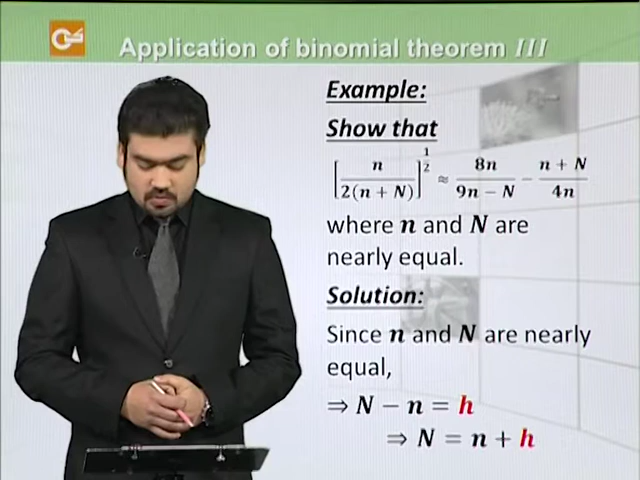 Application of binomial theorem III
Example:
Show that
[n/2(n + N)]^1/2 ≈ 8n/9n − N − n + N/4n
where n and N are
nearly equal.
Solution:
Since n and N are nearly
equal,
⇒ N − n = h
⇒ N = n + h